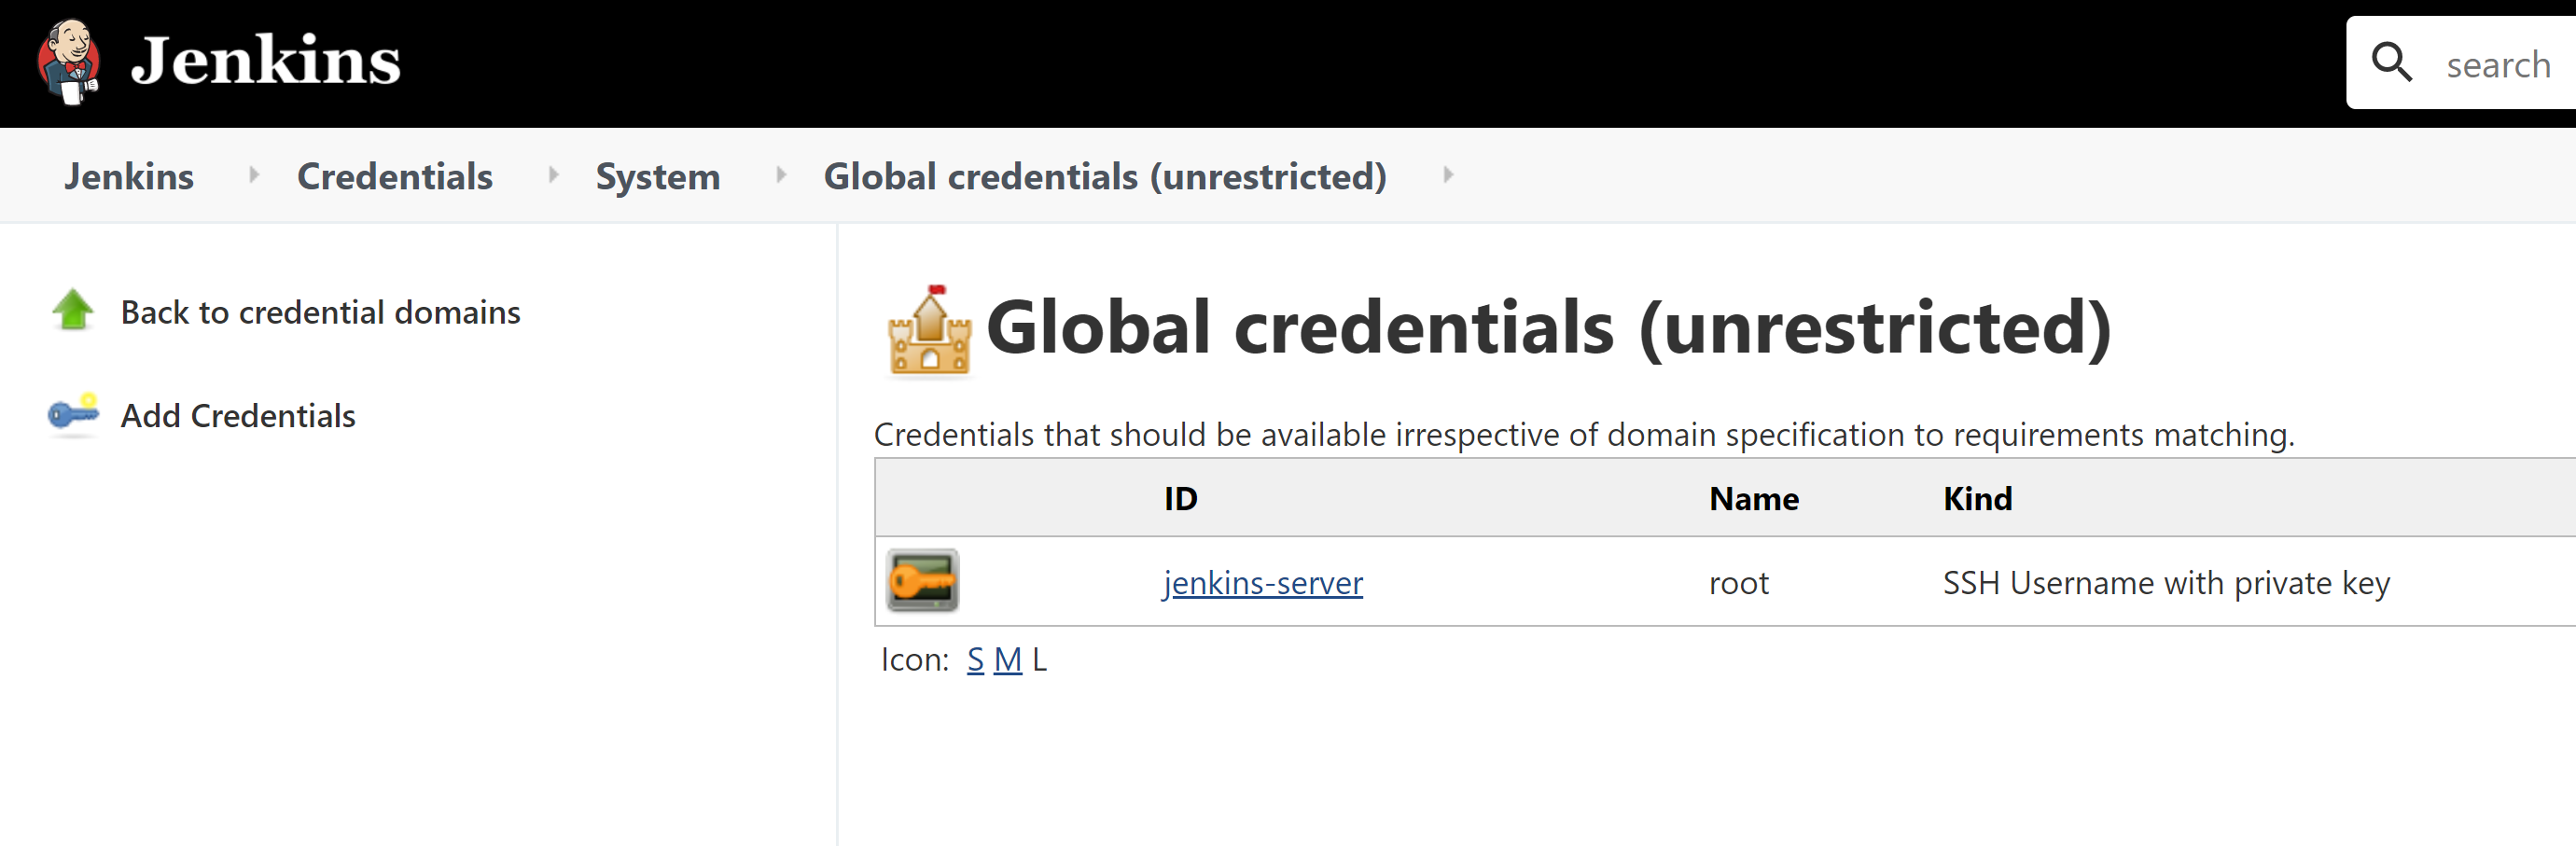 Jenkins
search
Jenkins Credentials System Global credentials (unrestricted)
Back to credential domains
Add Credentials
Global credentials (unrestricted)
Credentials that should be available irrespective of domain specification to requirements matching.
ID Name Kind
jenkins-server root SSH Username with private key
Icon: S M L